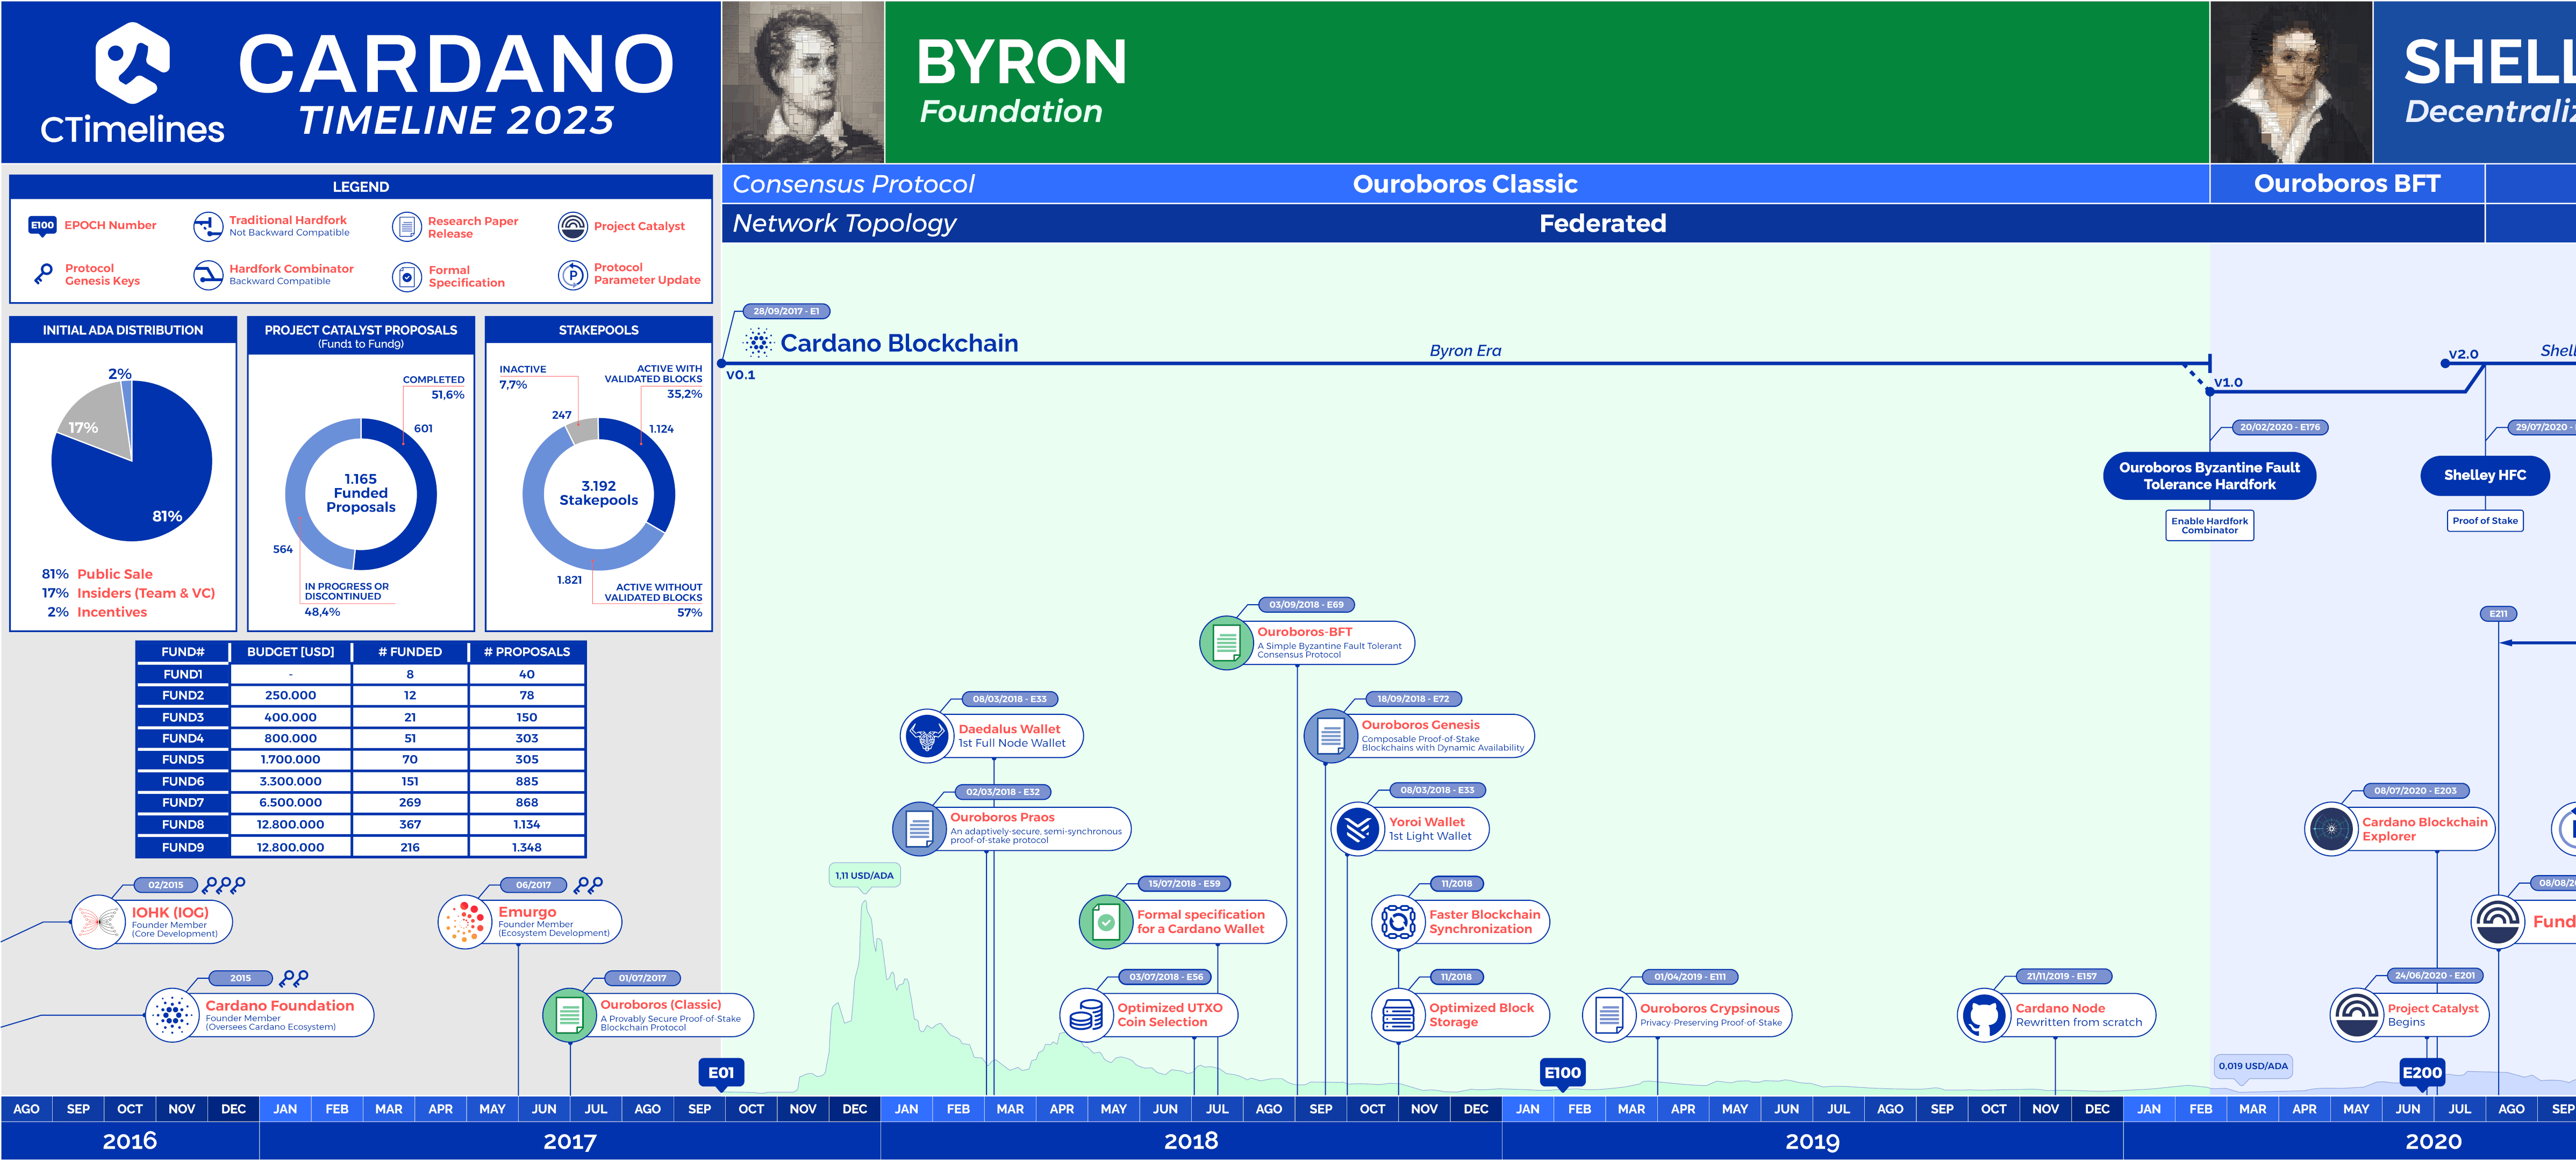 CTimelines
CARDANO
TIMELINE 2023
BYRON
Foundation
SHELL
Decentraliz
Consensus Protocol
Ouroboros Classic
Ouroboros BFT
Network Topology
Federated
LEGEND
E100
EPOCH Number
Traditional Hardfork
Not Backward Compatible
Research Paper
Release
Project Catalyst
Protocol
Genesis Keys
Hardfork Combinator
Backward Compatible
Formal
Specification
P
Protocol
Parameter Update
INITIAL ADA DISTRIBUTION
2%
17%
81%
81% Public Sale
17% Insiders (Team & VC)
2% Incentives
PROJECT CATALYST PROPOSALS
(Fund1 to Fund9)
COMPLETED
51,6%
601
1.165
Funded
Proposals
564
IN PROGRESS OR
DISCONTINUED
48,4%
STAKEPOOLS
INACTIVE
7,7%
247
ACTIVE WITH
VALIDATED BLOCKS
35,2%
1.124
3.192
Stakepools
1.821
ACTIVE WITHOUT
VALIDATED BLOCKS
57%
FUND# BUDGET [USD] # FUNDED # PROPOSALS
FUND1 - 8 40
FUND2 250.000 12 78
FUND3 400.000 21 150
FUND4 800.000 51 303
FUND5 1.700.000 70 305
FUND6 3.300.000 151 885
FUND7 6.500.000 269 868
FUND8 12.800.000 367 1.134
FUND9 12.800.000 216 1.348
02/2015
IOHK (IOG)
Founder Member
(Core Development)
2015
Cardano Foundation
Founder Member
(Oversees Cardano Ecosystem)
06/2017
Emurgo
Founder Member
(Ecosystem Development)
01/07/2017
Ouroboros (Classic)
A Provably Secure Proof-of-Stake
Blockchain Protocol
28/09/2017 - E1
Cardano Blockchain
V0.1
Byron Era
V1.0
V2.0
Shell
20/02/2020 - E176
Ouroboros Byzantine Fault
Tolerance Hardfork
Enable Hardfork
Combinator
29/07/2020 -
Shelley HFC
Proof of Stake
03/09/2018 - E69
Ouroboros-BFT
A Simple Byzantine Fault Tolerant
Consensus Protocol
E211
08/03/2018 - E33
Daedalus Wallet
1st Full Node Wallet
18/09/2018 - E72
Ouroboros Genesis
Composable Proof-of-Stake
Blockchains with Dynamic Availability
02/03/2018 - E32
Ouroboros Praos
An adaptively-secure, semi-synchronous
proof-of-stake protocol
08/03/2018 - E33
Yoroi Wallet
1st Light Wallet
08/07/2020 - E203
Cardano Blockchain
Explorer
1,11 USD/ADA
15/07/2018 - E59
Formal specification
for a Cardano Wallet
11/2018
Faster Blockchain
Synchronization
08/08/20
Fund
03/07/2018 - E56
Optimized UTXO
Coin Selection
11/2018
Optimized Block
Storage
01/04/2019 - E111
Ouroboros Crypsinous
Privacy-Preserving Proof-of-Stake
21/11/2019 - E157
Cardano Node
Rewritten from scratch
24/06/2020 - E201
Project Catalyst
Begins
E01
E100
0,019 USD/ADA
E200
AGO SEP OCT NOV DEC JAN FEB MAR APR MAY JUN JUL AGO SEP OCT NOV DEC JAN FEB MAR APR MAY JUN JUL AGO SEP OCT NOV DEC JAN FEB MAR APR MAY JUN JUL AGO SEP OCT NOV DEC JAN FEB MAR APR MAY JUN JUL AGO SEP
2016 2017 2018 2019 2020